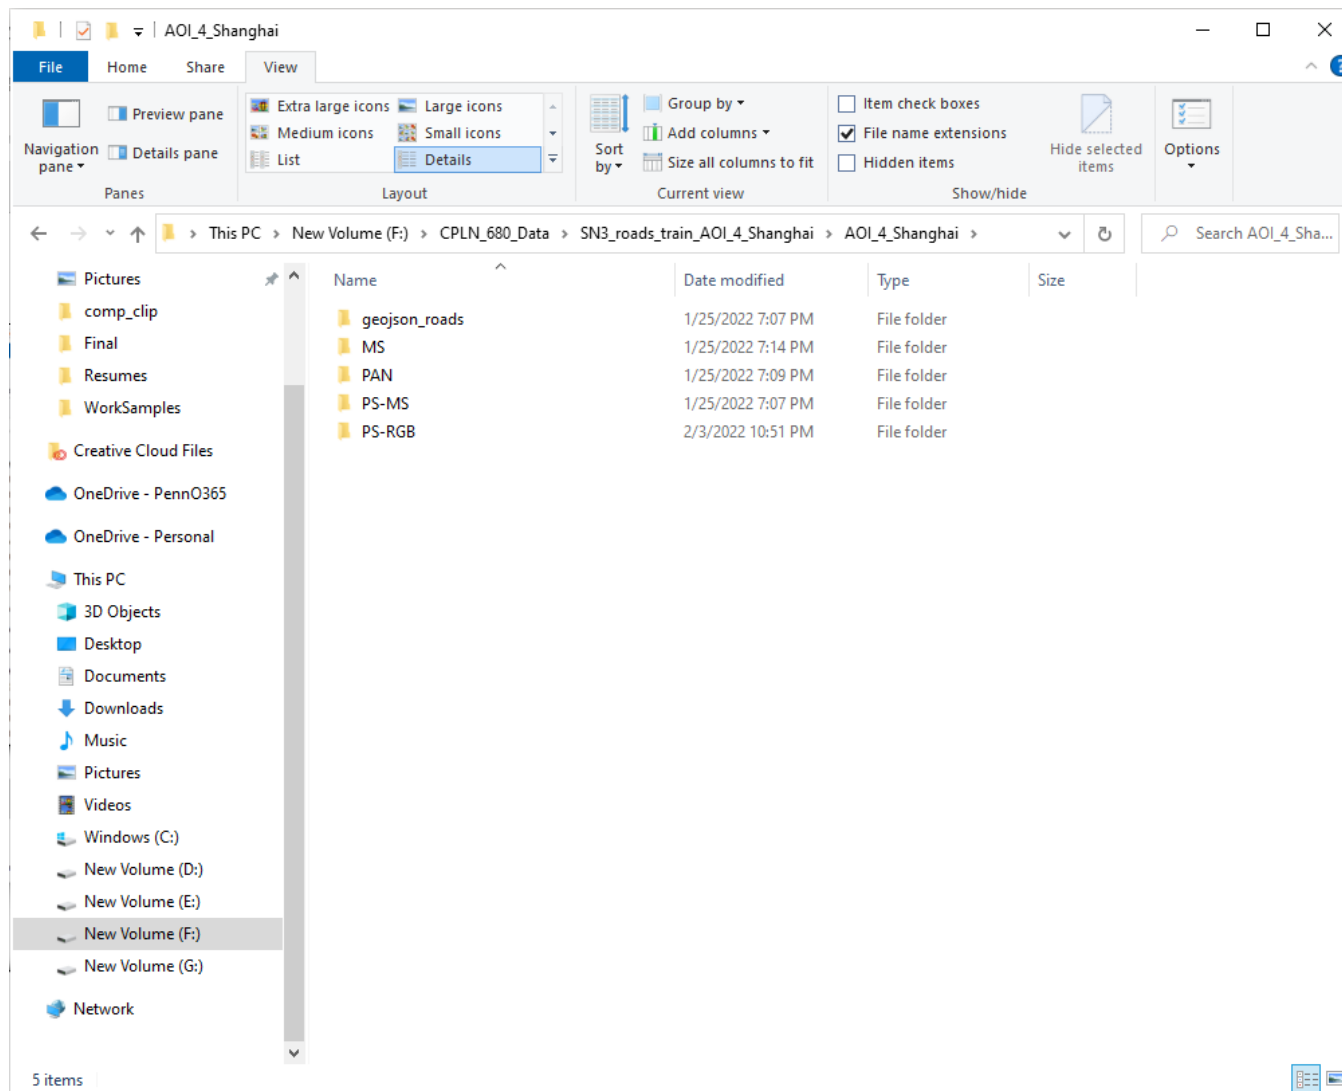 AOI_4_Shanghai
File Home Share View
Navigation pane
Preview pane
Details pane
Panes
Extra large icons Large icons
Medium icons Small icons
List Details
Layout
Sort by
Group by
Add columns
Size all columns to fit
Current view
Item check boxes
File name extensions
Hidden items
Hide selected items
Show/hide
Options
This PC New Volume (F:) CPLN_680_Data SN3_roads_train_AOI_4_Shanghai AOI_4_Shanghai
Search AOI_4_Sha...
Pictures
comp_clip
Final
Resumes
WorkSamples
Creative Cloud Files
OneDrive - PennO365
OneDrive - Personal
This PC
3D Objects
Desktop
Documents
Downloads
Music
Pictures
Videos
Windows (C:)
New Volume (D:)
New Volume (E:)
New Volume (F:)
New Volume (G:)
Network
Name Date modified Type Size
geojson_roads 1/25/2022 7:07 PM File folder
MS 1/25/2022 7:14 PM File folder
PAN 1/25/2022 7:09 PM File folder
PS-MS 1/25/2022 7:07 PM File folder
PS-RGB 2/3/2022 10:51 PM File folder
5 items